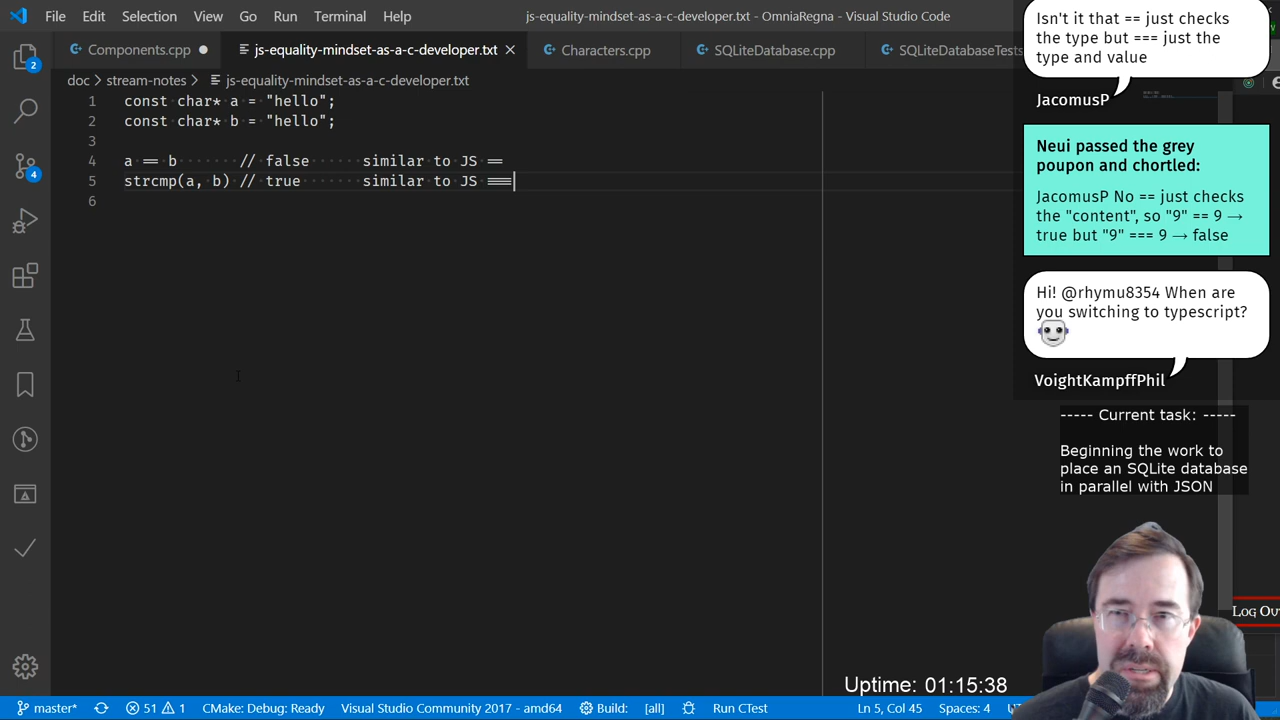 File Edit Selection View Go Run Terminal Help
js-equality-mindset-as-a-c-developer.txt - OmniaRegna - Visual Studio Code
Components.cpp
js-equality-mindset-as-a-c-developer.txt
Characters.cpp
SQLiteDatabase.cpp
SQLiteDatabaseTests
doc > stream-notes > js-equality-mindset-as-a-c-developer.txt
1 const char* a = "hello";
2 const char* b = "hello";
3
4 a == b // false similar to JS ==
5 strcmp(a, b) // true similar to JS ===
6
2
4
Isn't it that == just checks
the type but === just the
type and value
JacomusP
Neui passed the grey
poupon and chortled:
JacomusP No == just checks
the "content", so "9" == 9 →
true but "9" === 9 → false
Hi! @rhymu8354 When are
you switching to typescript?
VoightKampffPhil
----- Current task: -----
Beginning the work to
place an SQLite database
in parallel with JSON
Log Ou
Uptime: 01:15:38
master* 51 1 CMake: Debug: Ready Visual Studio Community 2017 - amd64 Build: [all] Run CTest Ln 5, Col 45 Spaces: 4